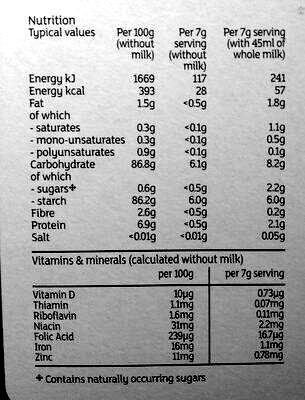 Nutrition
Typical values Per 100g Per 7g Per 7g serving
(without serving (with 45ml of
milk) (without whole milk)
milk)
Energy kJ 1669 117 241
Energy kcal 393 28 57
Fat 1.5g <0.5g 1.8g
of which
- saturates 0.3g <0.1g 1.1g
- mono-unsaturates 0.3g <0.1g 0.5g
- polyunsaturates 0.9g <0.1g 0.1g
Carbohydrate 86.8g 6.1g 8.2g
of which
- sugars+ 0.6g <0.5g 2.2g
- starch 86.2g 6.0g 6.0g
Fibre 2.6g <0.5g 0.2g
Protein 6.9g <0.5g 2.1g
Salt <0.01g <0.01g 0.05g
Vitamins & minerals (calculated without milk)
per 100g per 7g serving
Vitamin D 10µg 0.73µg
Thiamin 1.1mg 0.07mg
Riboflavin 1.6mg 0.11mg
Niacin 31mg 2.2mg
Folic Acid 239µg 16.7µg
Iron 16mg 1.1mg
Zinc 11mg 0.78mg
+ Contains naturally occurring sugars